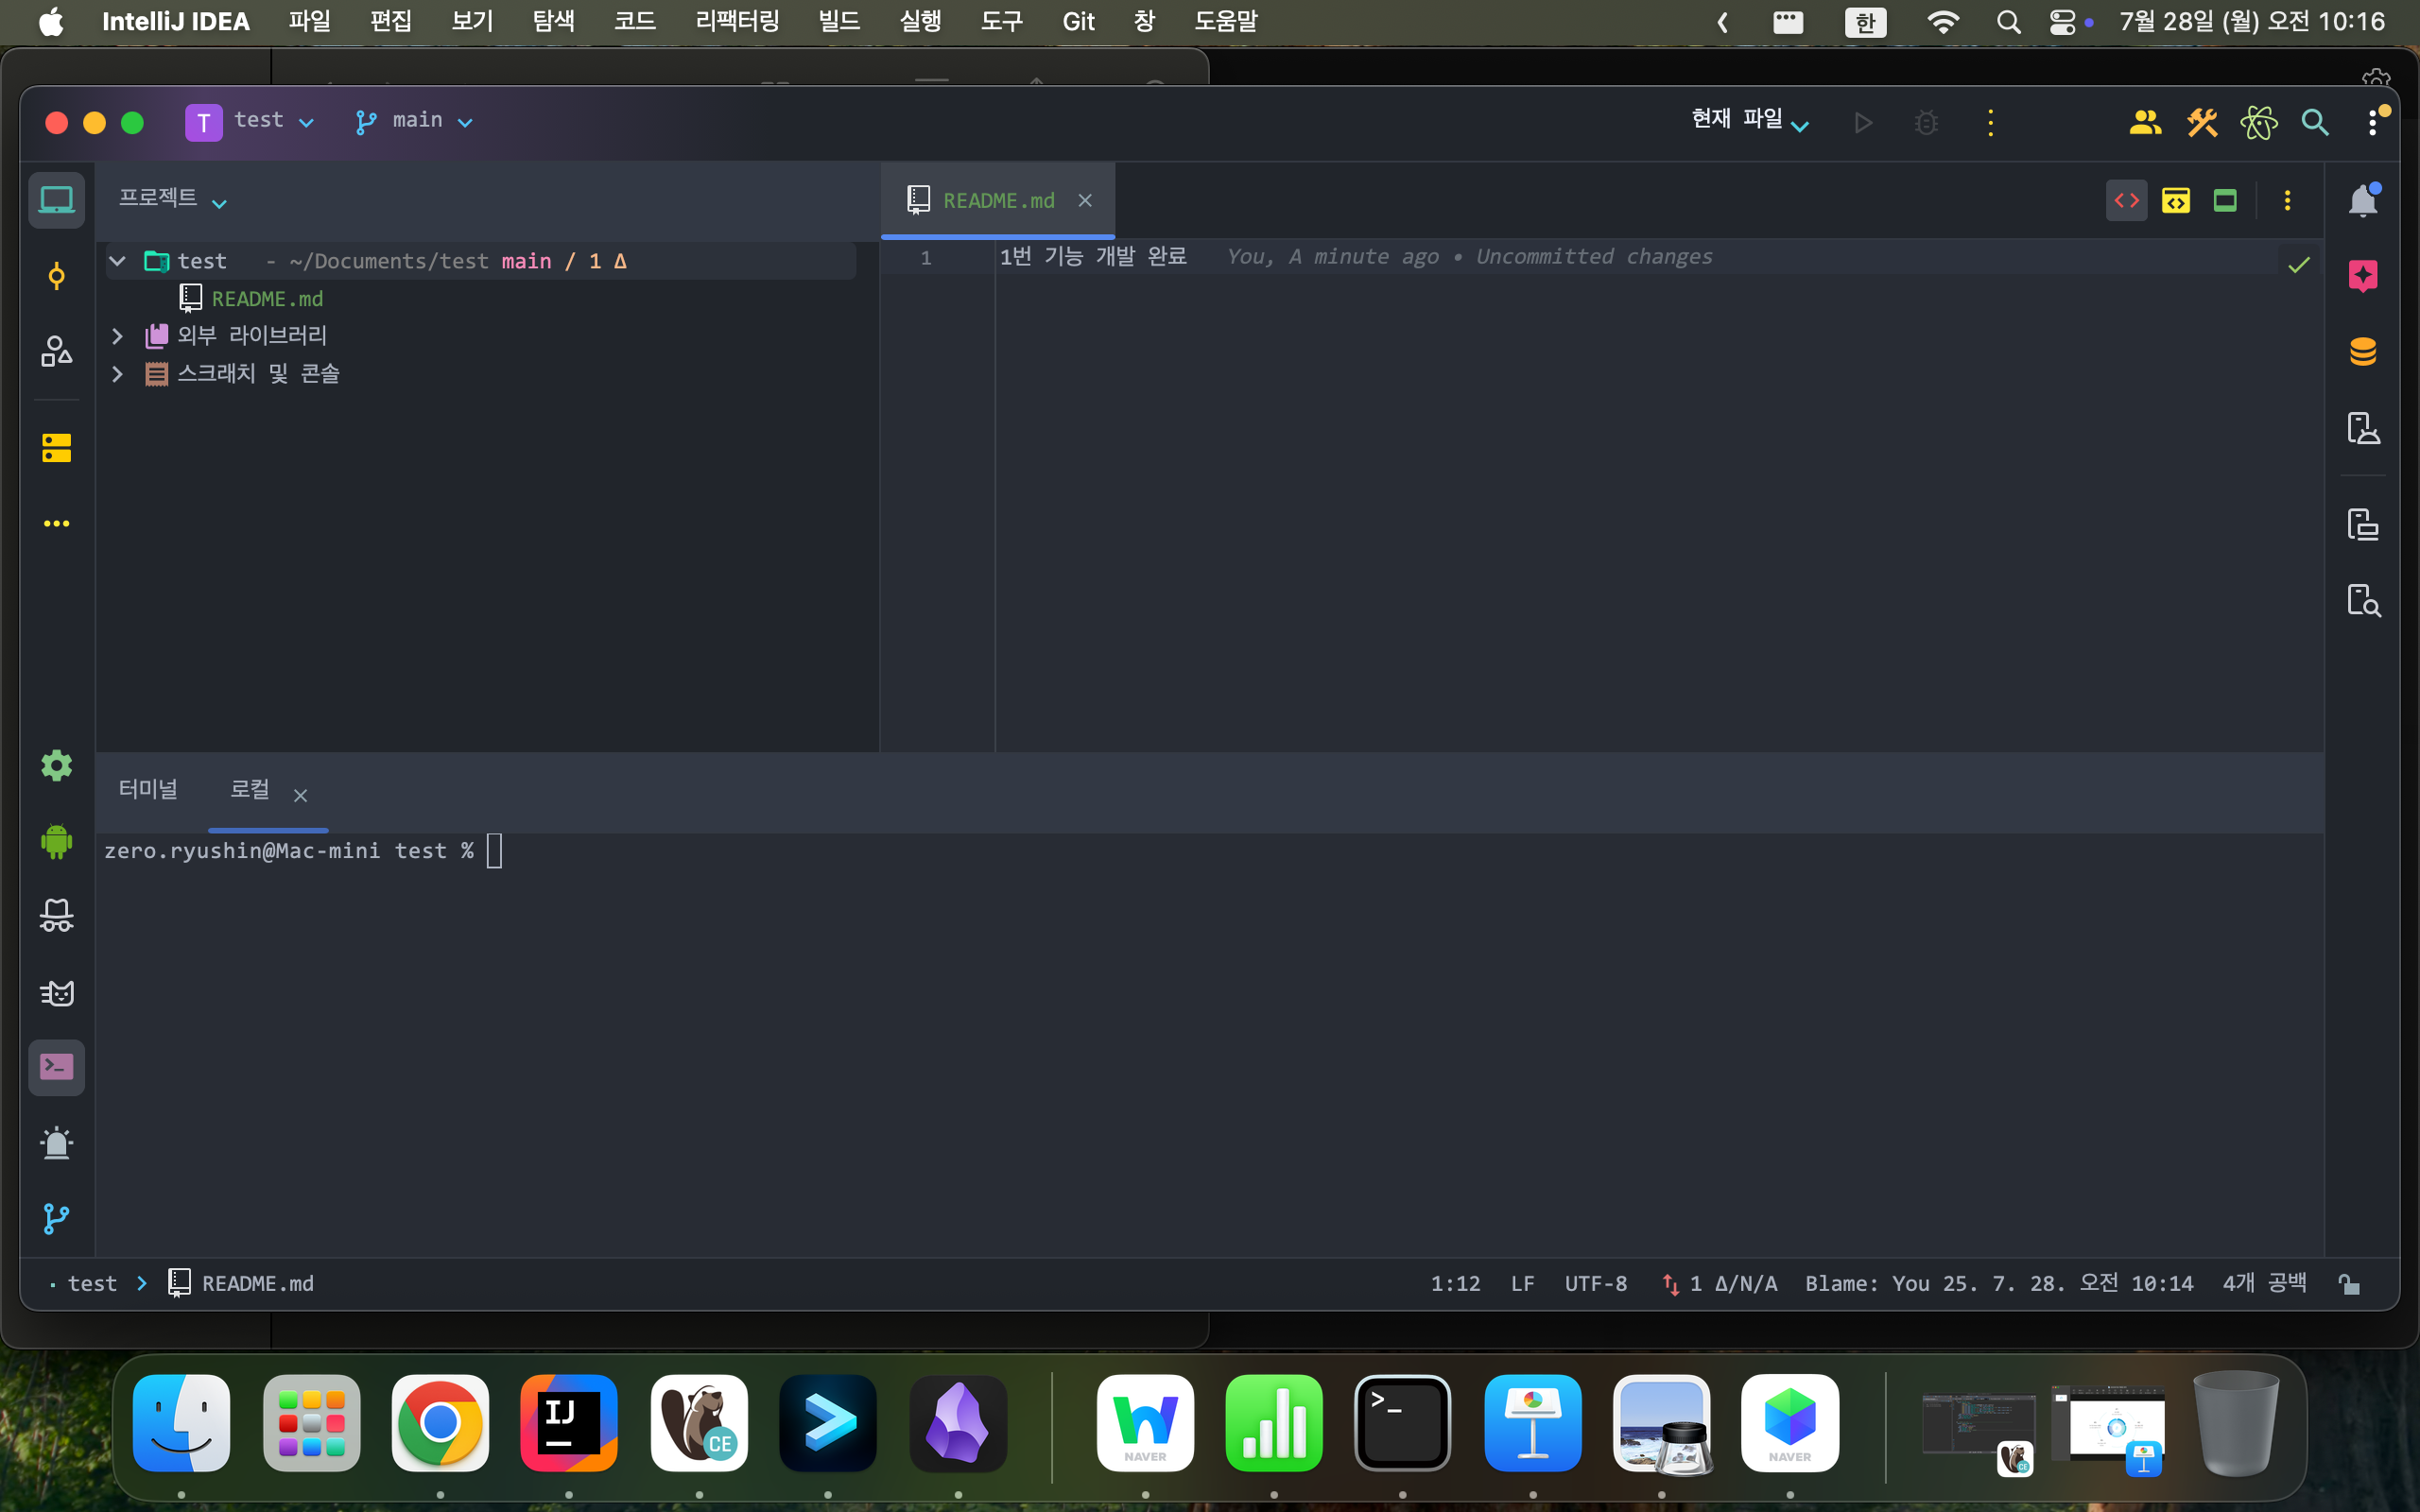 IntelliJ IDEA 파일 편집 보기 탐색 코드 리팩터링 빌드 실행 도구 Git 창 도움말 한 7월 28일 (월) 오전 10:16
T test main 현재 파일
프로젝트 README.md
test - ~/Documents/test main / 1 Δ
1 1번 기능 개발 완료 You, A minute ago • Uncommitted changes
README.md
외부 라이브러리
스크래치 및 콘솔
터미널 로컬
zero.ryushin@Mac-mini test %
test > README.md 1:12 LF UTF-8 1 Δ/N/A Blame: You 25. 7. 28. 오전 10:14 4개 공백
IJ CE NAVER >_ NAVER CE